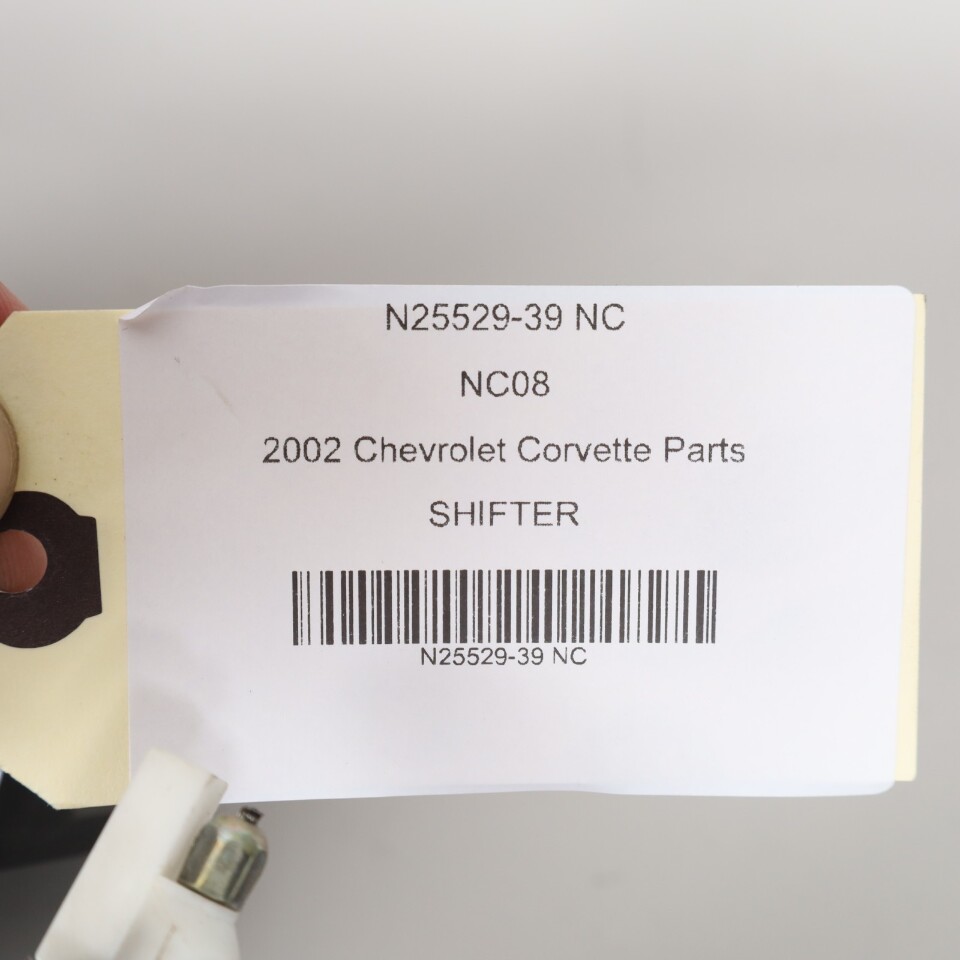 N25529-39 NC
NC08
2002 Chevrolet Corvette Parts
SHIFTER
N25529-39 NC